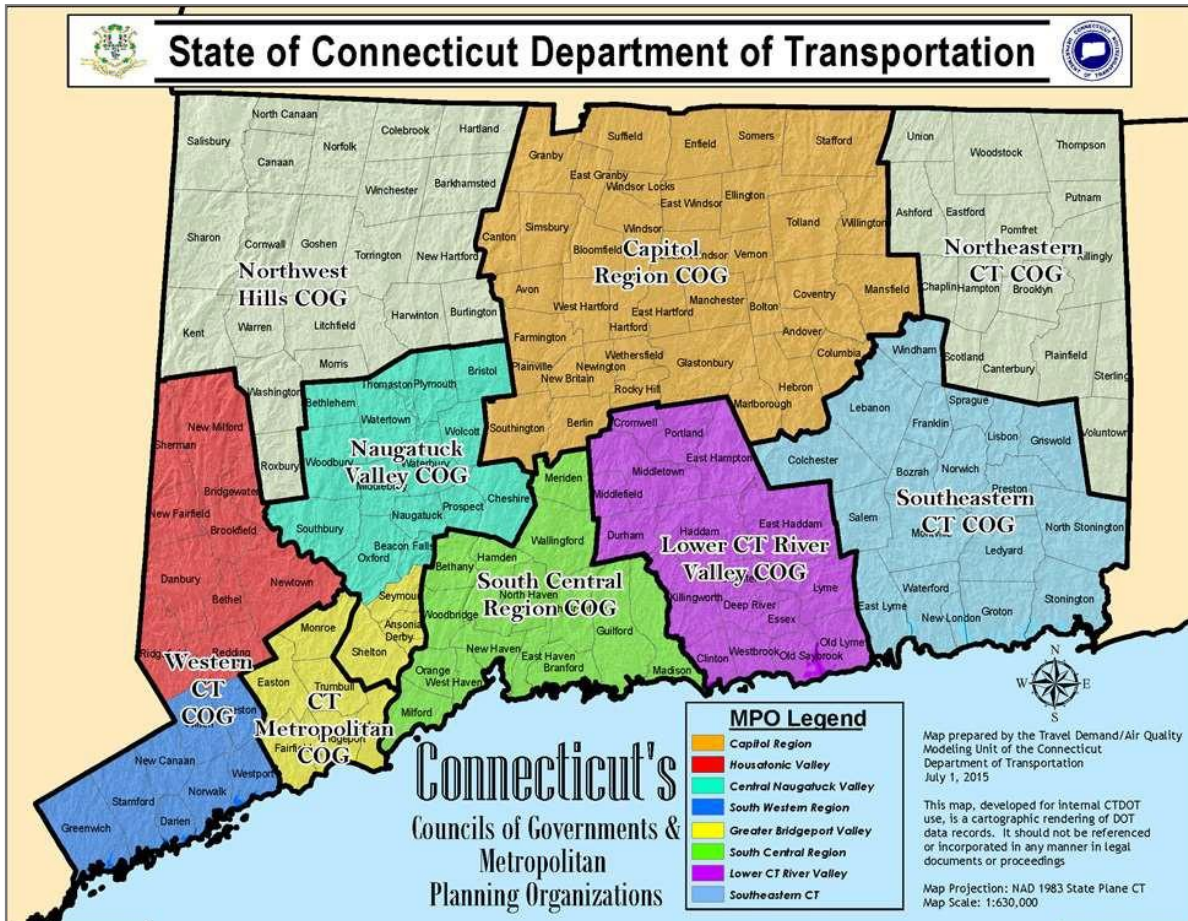 State of Connecticut Department of Transportation
North Canaan
Colebrook
Hartland
Salisbury
Norfolk
Canaan
Winchester
Barkhamsted
Sharon
Cornwall
Goshen
Torrington
New Hartford
Northwest
Hills COG
Kent
Warren
Litchfield
Harwinton
Burlington
Morris
Washington
Roxbury
Granby
Suffield
Enfield
Somers
Stafford
East Granby
Windsor Locks
East Windsor
Ellington
Simsbury
Windsor
Tolland
Willington
Canton
Bloomfield
Vernon
Capitol
Region COG
Avon
West Hartford
East Hartford
Manchester
Bolton
Coventry
Mansfield
Hartford
Farmington
Andover
Wethersfield
Columbia
Plainville
Newington
Glastonbury
New Britain
Rocky Hill
Hebron
Marlborough
Southington
Berlin
Union
Woodstock
Thompson
Putnam
Ashford
Eastford
Pomfret
Northeastern
CT COG
Killingly
Chaplin
Hampton
Brooklyn
Scotland
Plainfield
Canterbury
Sterling
Voluntown
Sherman
New Milford
Bridgewater
New Fairfield
Brookfield
Danbury
Newtown
Bethel
Redding
Western
CT
COG
New Canaan
Westport
Stamford
Norwalk
Greenwich
Darien
Thomaston
Plymouth
Bristol
Bethlehem
Watertown
Wolcott
Naugatuck
Valley COG
Woodbury
Waterbury
Cheshire
Prospect
Naugatuck
Southbury
Beacon Falls
Oxford
Seymour
Ansonia
Derby
Shelton
Monroe
Easton
Trumbull
CT
Metropolitan
COG
Meriden
Wallingford
Hamden
Bethany
South Central
Region COG
North Haven
Woodbridge
Guilford
New Haven
East Haven
Orange
Branford
Madison
West Haven
Milford
Cromwell
Portland
East Hampton
Middletown
Middlefield
East Haddam
Durham
Haddam
Lower CT River
Valley COG
Killingworth
Deep River
Lyme
Essex
Old Lyme
Westbrook
Old Saybrook
Clinton
Windham
Lebanon
Sprague
Franklin
Lisbon
Griswold
Colchester
Bozrah
Norwich
Preston
Southeastern
CT COG
Salem
North Stonington
Ledyard
Waterford
East Lyme
Stonington
Groton
New London
N
W
E
S
Connecticut's
Councils of Governments &
Metropolitan
Planning Organizations
MPO Legend
Capitol Region
Housatonic Valley
Central Naugatuck Valley
South Western Region
Greater Bridgeport Valley
South Central Region
Lower CT River Valley
Southeastern CT
Map prepared by the Travel Demand/Air Quality
Modeling Unit of the Connecticut
Department of Transportation
July 1, 2015
This map, developed for internal CTDOT
use, is a cartographic rendering of DOT
data records. It should not be referenced
or incorporated in any manner in legal
documents or proceedings
Map Projection: NAD 1983 State Plane CT
Map Scale: 1:630,000